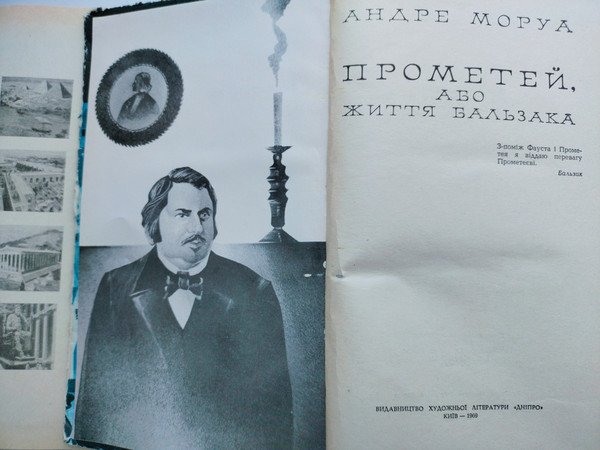 АНДРЕ МОРУА
ПРОМЕТЕЙ,
АБО
ЖИТТЯ БАЛЬЗАКА
З-поміж Фауста і Проме-
тея я віддаю перевагу
Прометеєві.
Бальзак
ВИДАВНИЦТВО ХУДОЖНЬОЇ ЛІТЕРАТУРИ «ДНІПРО»
КИЇВ — 1969